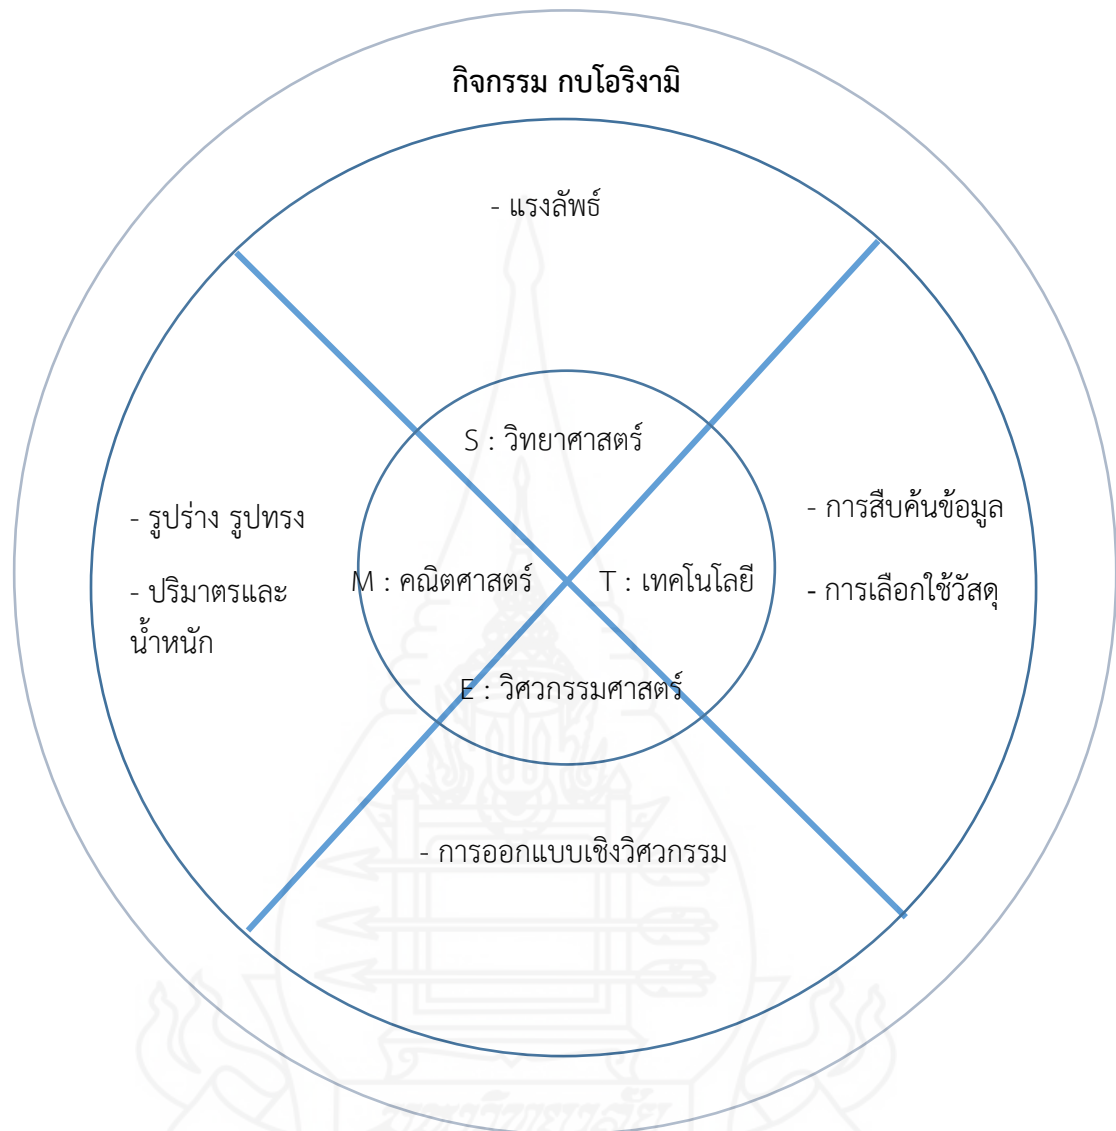 กิจกรรม กบโอริงามิ
- แรงลัพธ์
S : วิทยาศาสตร์
- รูปร่าง รูปทรง
- ปริมาตรและ
น้ำหนัก
M : คณิตศาสตร์
T : เทคโนโลยี
- การสืบค้นข้อมูล
- การเลือกใช้วัสดุ
E : วิศวกรรมศาสตร์
- การออกแบบเชิงวิศวกรรม